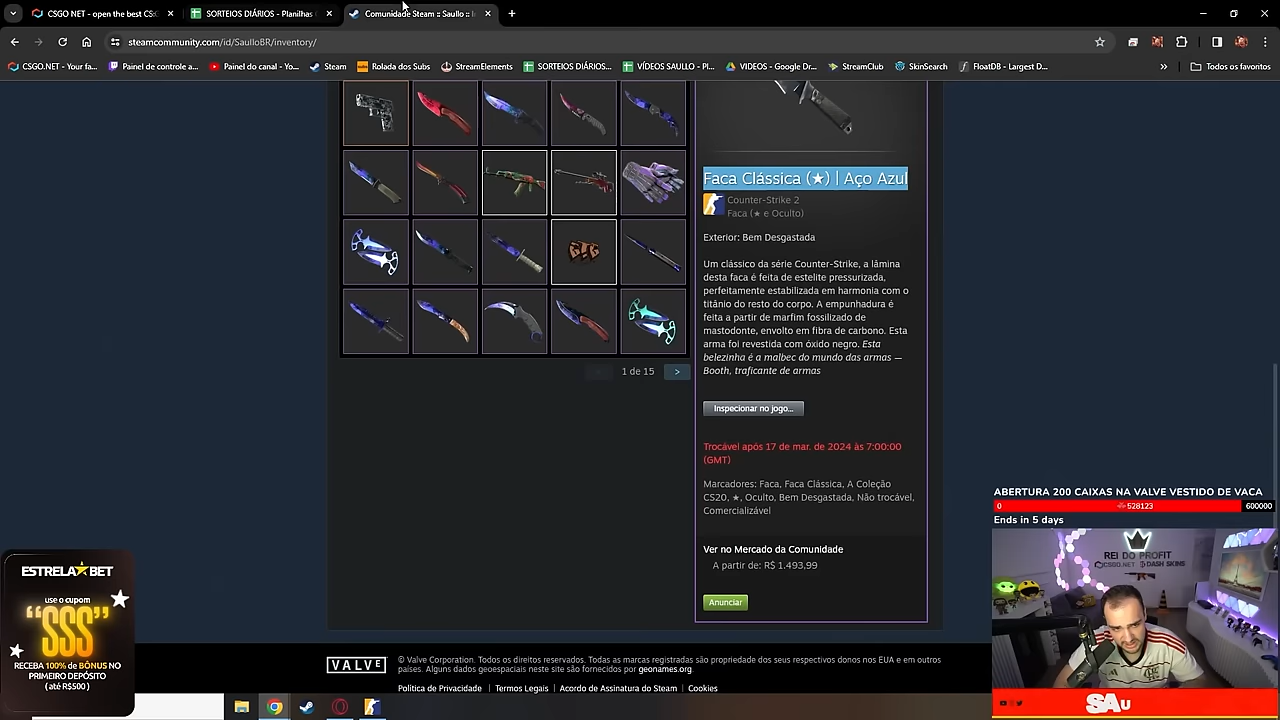 CSGO.NET - open the best CSG
SORTEIOS DIÁRIOS - Planilhas
Comunidade Steam :: Saullo :: I
steamcommunity.com/id/SaulloBR/inventory/
CSGO.NET - Your fa...
Painel de controle a...
Painel do canal - Yo...
Steam
Rolada dos Subs
StreamElements
SORTEIOS DIÁRIOS...
VÍDEOS SAULLO - Pl...
VIDEOS - Google Dr...
StreamClub
SkinSearch
FloatDB - Largest D...
Todos os favoritos
Faca Clássica (★) | Aço Azul
Counter-Strike 2
Faca (★ e Oculto)
Exterior: Bem Desgastada
Um clássico da série Counter-Strike, a lâmina
desta faca é feita de estelite pressurizada,
perfeitamente estabilizada em harmonia com o
titânio do resto do corpo. A empunhadura é
feita a partir de marfim fossilizado de
mastodonte, envolto em fibra de carbono. Esta
arma foi revestida com óxido negro. Esta
belezinha é a malbec do mundo das armas —
Booth, traficante de armas
1 de 15
>
Inspecionar no jogo...
Trocável após 17 de mar. de 2024 às 7:00:00
(GMT)
Marcadores: Faca, Faca Clássica, A Coleção
CS20, ★, Oculto, Bem Desgastada, Não trocável,
Comercializável
Ver no Mercado da Comunidade
A partir de: R$ 1.493,99
Anunciar
VALVE
© Valve Corporation. Todos os direitos reservados. Todas as marcas registradas são propriedade dos seus respectivos donos nos EUA e em outros
países. Alguns dados geoespaciais neste site são fornecidos por geonames.org.
Política de Privacidade | Termos Legais | Acordo de Assinatura do Steam | Cookies
ABERTURA 200 CAIXAS NA VALVE VESTIDO DE VACA
0 528123 600000
Ends in 5 days
REI DO PROFIT
CSGO.NET DASH SKINS
SAU
ESTRELA★BET
use o cupom
“SSS”
RECEBA 100% de BÔNUS NO
PRIMEIRO DEPÓSITO
(até R$500)